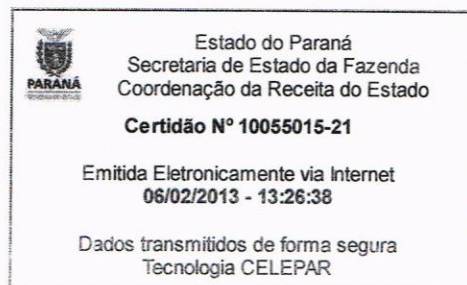 Estado do Paraná
Secretaria de Estado da Fazenda
PARANÁ
Coordenação da Receita do Estado
Certidão Nº 10055015-21
Emitida Eletronicamente via Internet
06/02/2013 - 13:26:38
Dados transmitidos de forma segura
Tecnologia CELEPAR